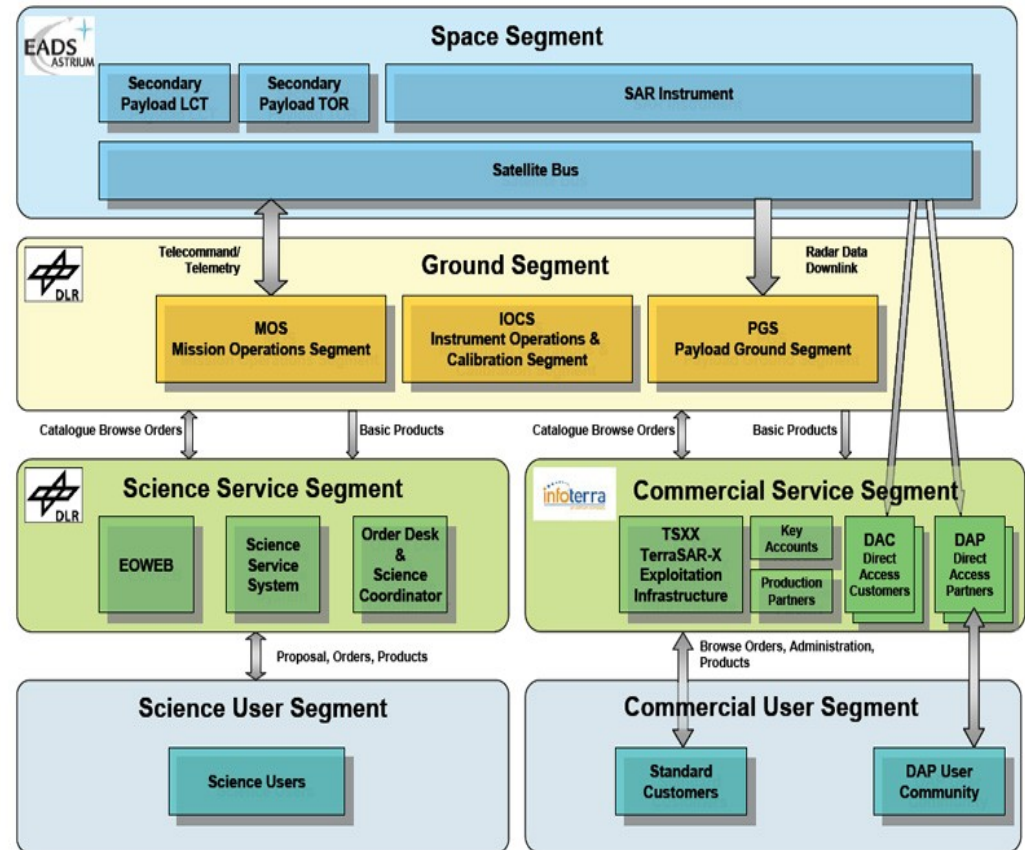 EADS
ASTRIUM
Space Segment
Secondary
Payload LCT
Secondary
Payload TOR
SAR Instrument
Satellite Bus
Telecommand/
Telemetry
Radar Data
Downlink
DLR
Ground Segment
MOS
Mission Operations Segment
IOCS
Instrument Operations &
Calibration Segment
PGS
Payload Ground Segment
Catalogue Browse Orders
Basic Products
Catalogue Browse Orders
Basic Products
DLR
Science Service Segment
EOWEB
Science
Service
System
Order Desk
&
Science
Coordinator
infoterra
Commercial Service Segment
TSXX
TerraSAR-X
Exploitation
Infrastructure
Key
Accounts
Production
Partners
DAC
Direct
Access
Customers
DAP
Direct
Access
Partners
Proposal, Orders, Products
Browse Orders, Administration,
Products
Science User Segment
Science Users
Commercial User Segment
Standard
Customers
DAP User
Community